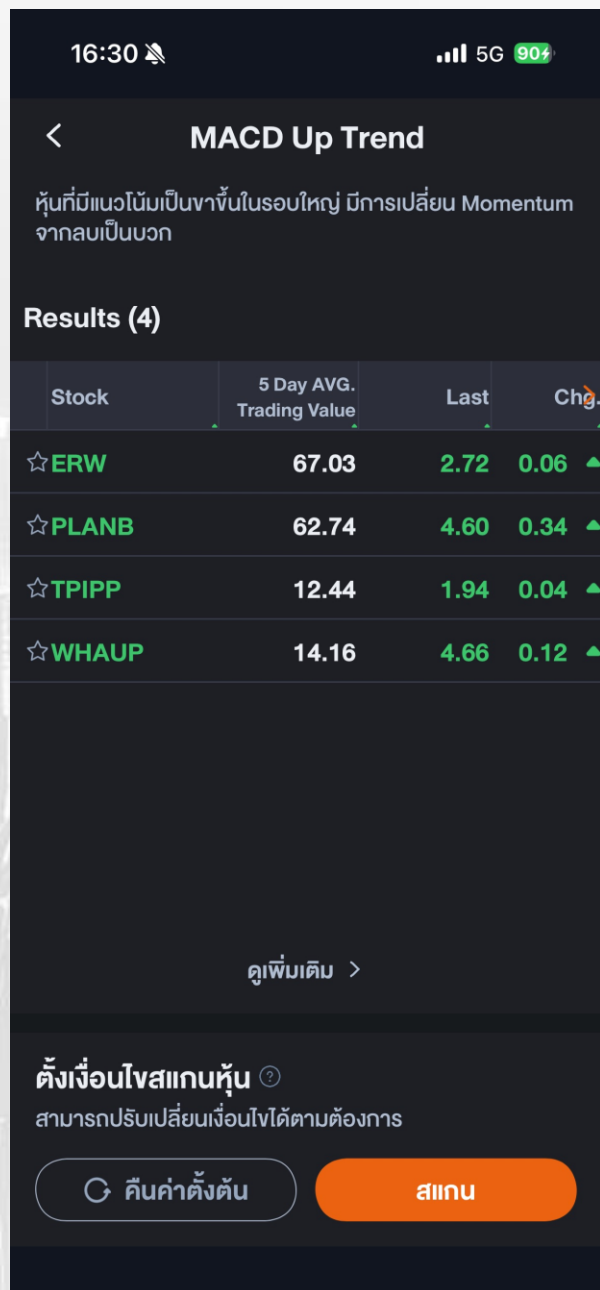 16:30
5G
90
MACD Up Trend
หุ้นที่มีแนวโน้มเป็นขาขึ้นในรอบใหญ่ มีการเปลี่ยน Momentum
จากลบเป็นบวก
Results (4)
Stock 5 Day AVG. Trading Value Last Chg.
ERW 67.03 2.72 0.06
PLANB 62.74 4.60 0.34
TPIPP 12.44 1.94 0.04
WHAUP 14.16 4.66 0.12
ดูเพิ่มเติม
ตั้งเงื่อนไขสแกนหุ้น
สามารถปรับเปลี่ยนเงื่อนไขได้ตามต้องการ
คืนค่าตั้งต้น
สแกน